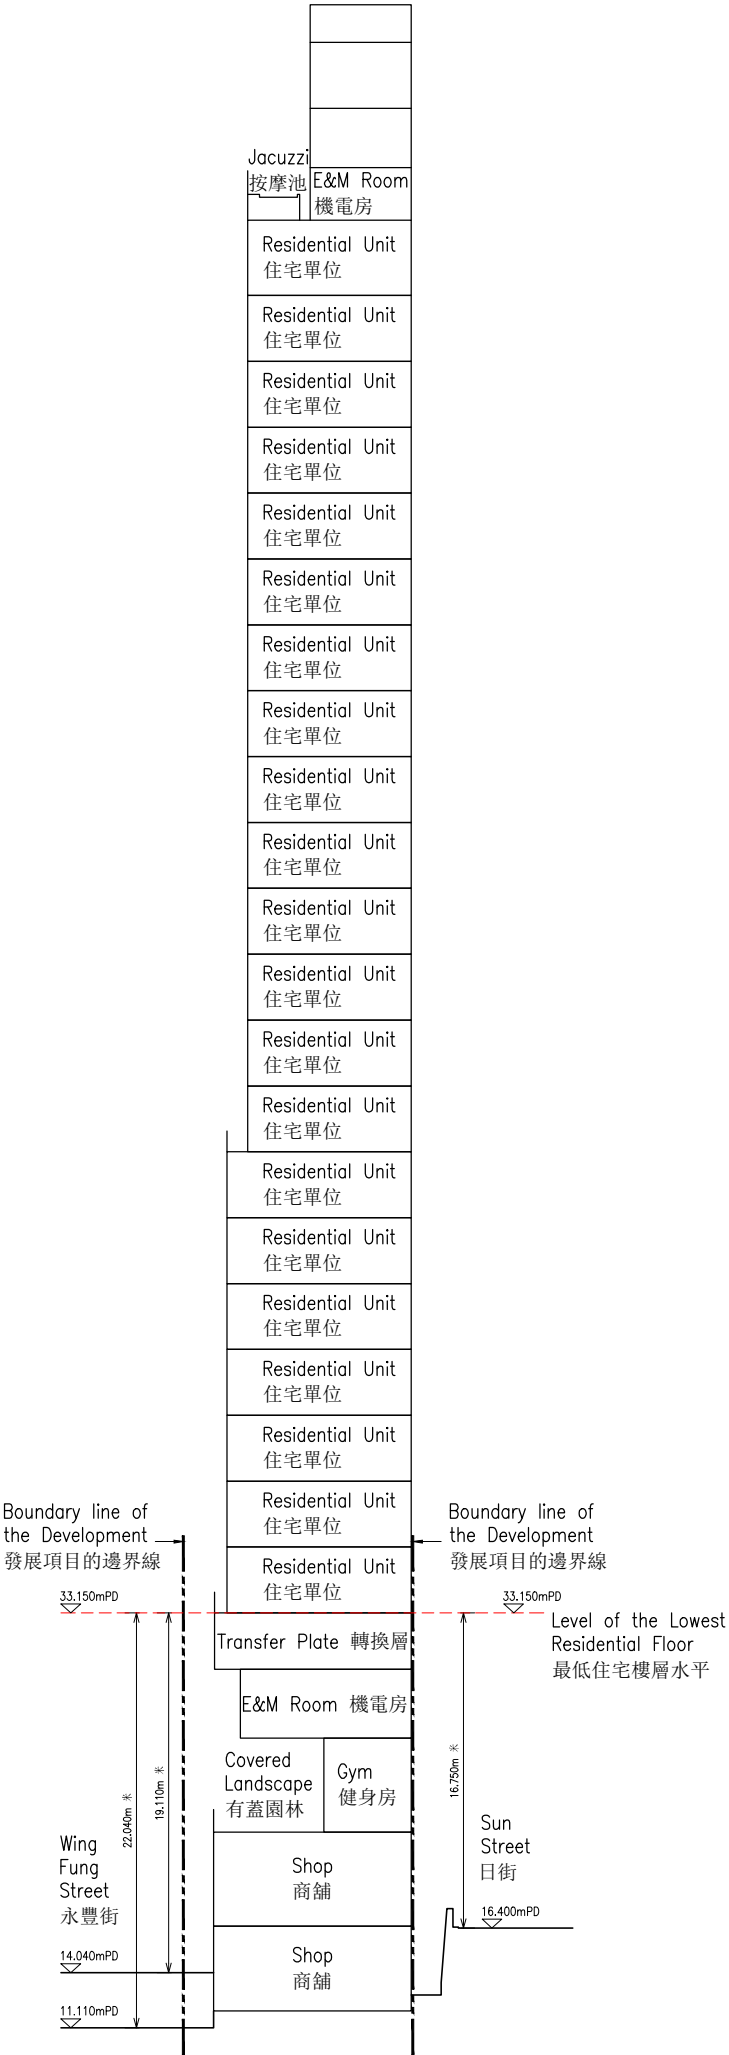 Jacuzzi
按摩池
E&M Room
機電房
Residential Unit
住宅單位
Residential Unit
住宅單位
Residential Unit
住宅單位
Residential Unit
住宅單位
Residential Unit
住宅單位
Residential Unit
住宅單位
Residential Unit
住宅單位
Residential Unit
住宅單位
Residential Unit
住宅單位
Residential Unit
住宅單位
Residential Unit
住宅單位
Residential Unit
住宅單位
Residential Unit
住宅單位
Residential Unit
住宅單位
Residential Unit
住宅單位
Residential Unit
住宅單位
Residential Unit
住宅單位
Residential Unit
住宅單位
Residential Unit
住宅單位
Residential Unit
住宅單位
Residential Unit
住宅單位
Boundary line of
the Development
發展項目的邊界線
Boundary line of
the Development
發展項目的邊界線
33.150mPD
33.150mPD
Level of the Lowest
Residential Floor
最低住宅樓層水平
Transfer Plate 轉換層
E&M Room 機電房
Covered
Landscape
有蓋園林
Gym
健身房
22.040m 米
19.110m 米
16.750m 米
Wing
Fung
Street
永豐街
Shop
商舖
Sun
Street
日街
16.400mPD
14.040mPD
Shop
商舖
11.110mPD